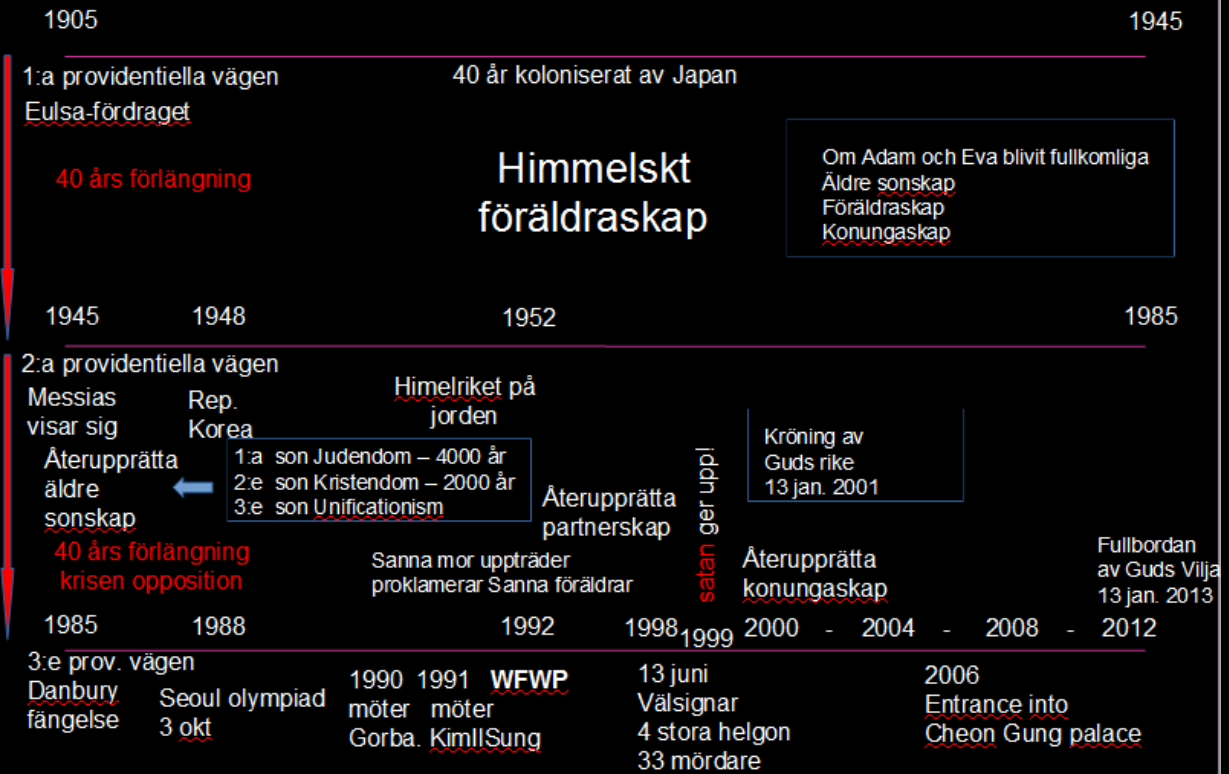 1905 1945
1:a providentiella vägen 40 år koloniserat av Japan
Eulsa-fördraget
40 års förlängning
Himmelskt
föräldraskap
Om Adam och Eva blivit fullkomliga
Äldre sonskap
Föräldraskap
Konungaskap
1945 1948 1952 1985
2:a providentiella vägen
Messias
visar sig
Rep.
Korea
Himelriket på
jorden
Återupprätta
äldre
sonskap
1:a son Judendom – 4000 år
2:e son Kristendom – 2000 år
3:e son Unificationism
Återupprätta
partnerskap
satan ger upp!
Kröning av
Guds rike
13 jan. 2001
40 års förlängning
krisen opposition
Sanna mor uppträder
proklamerar Sanna föräldrar
Återupprätta
konungaskap
Fullbordan
av Guds Vilja
13 jan. 2013
1985 1988 1992 1998 1999 2000 - 2004 - 2008 - 2012
3:e prov. vägen
Danbury
fängelse
Seoul olympiad
3 okt
1990 1991 WFWP
möter möter
Gorba. KimIlSung
13 juni
Välsignar
4 stora helgon
33 mördare
2006
Entrance into
Cheon Gung palace